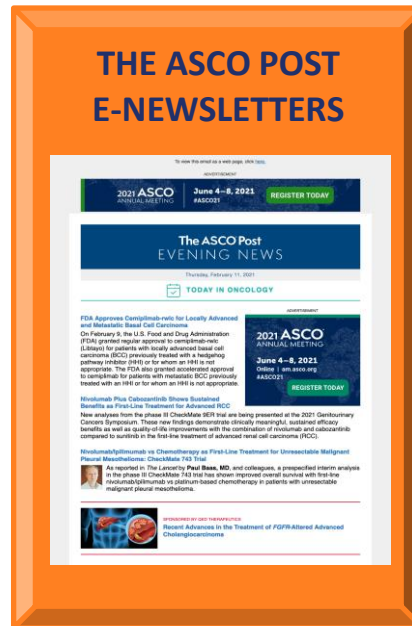 THE ASCO POST
E-NEWSLETTERS
To view this email as a web page, click here.
ADVERTISEMENT
2021 ASCO
ANNUAL MEETING
June 4–8, 2021
#ASCO21
REGISTER TODAY
The ASCO Post
EVENING NEWS
Thursday, February 11, 2021
TODAY IN ONCOLOGY
FDA Approves Cemiplimab-rwlc for Locally Advanced
and Metastatic Basal Cell Carcinoma
On February 9, the U.S. Food and Drug Administration
(FDA) granted regular approval to cemiplimab-rwlc
(Libtayo) for patients with locally advanced basal cell
carcinoma (BCC) previously treated with a hedgehog
pathway inhibitor (HHI) or for whom an HHI is not
appropriate. The FDA also granted accelerated approval
to cemiplimab for patients with metastatic BCC previously
treated with an HHI or for whom an HHI is not appropriate.
ADVERTISEMENT
2021 ASCO
ANNUAL MEETING
June 4–8, 2021
Online | am.asco.org
#ASCO21
REGISTER TODAY
Nivolumab Plus Cabozantinib Shows Sustained
Benefits as First-Line Treatment for Advanced RCC
New analyses from the phase III CheckMate 9ER trial are being presented at the 2021 Genitourinary
Cancers Symposium. These new findings demonstrate clinically meaningful, sustained efficacy
benefits as well as quality-of-life improvements with the combination of nivolumab and cabozantinib
compared to sunitinib in the first-line treatment of advanced renal cell carcinoma (RCC).
Nivolumab/Ipilimumab vs Chemotherapy as First-Line Treatment for Unresectable Malignant
Pleural Mesothelioma: CheckMate 743 Trial
As reported in The Lancet by Paul Baas, MD, and colleagues, a prespecified interim analysis
in the phase III CheckMate 743 trial has shown improved overall survival with first-line
nivolumab/ipilimumab vs platinum-based chemotherapy in patients with unresectable
malignant pleural mesothelioma.
SPONSORED BY QED THERAPEUTICS
Recent Advances in the Treatment of FGFR-Altered Advanced
Cholangiocarcinoma